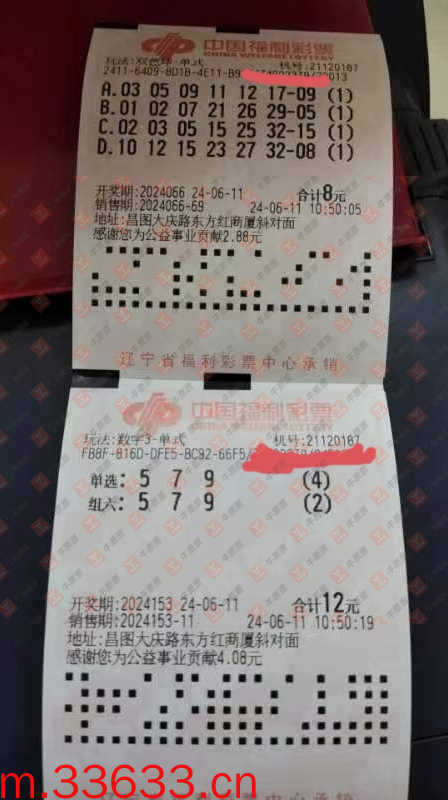 中国福利彩票
CHINA WELFARE LOTTERY
玩法:双色球-单式 机号:21120187
2411-6409-8D1B-4E11-B9
A.03 05 09 11 12 17-09 (1)
B.01 02 07 21 26 29-05 (1)
C.02 03 05 15 25 32-15 (1)
D.10 12 15 23 27 32-08 (1)
开奖期:2024066 24-06-11 合计8元
销售期:2024066-69 24-06-11 10:50:05
地址:昌图大庆路东方红商厦斜对面
感谢您为公益事业贡献2.88元
辽宁省福利彩票中心承销
中国福利彩票
CHINA WELFARE LOTTERY
玩法:数字3-单式 机号:21120187
FB8F-816D-DFE5-BC92-66F5/
单选:5 7 9 (4)
组六:5 7 9 (2)
开奖期:2024153 24-06-11 合计12元
销售期:2024153-11 24-06-11 10:50:19
地址:昌图大庆路东方红商厦斜对面
感谢您为公益事业贡献4.08元
m.33633.cn